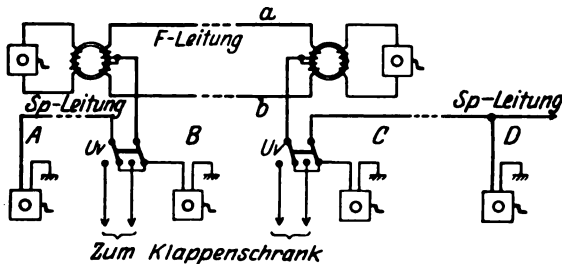 a
F-Leitung
b
Sp-Leitung
Sp-Leitung
A
B
C
D
Uv
Uv
Zum Klappenschrank